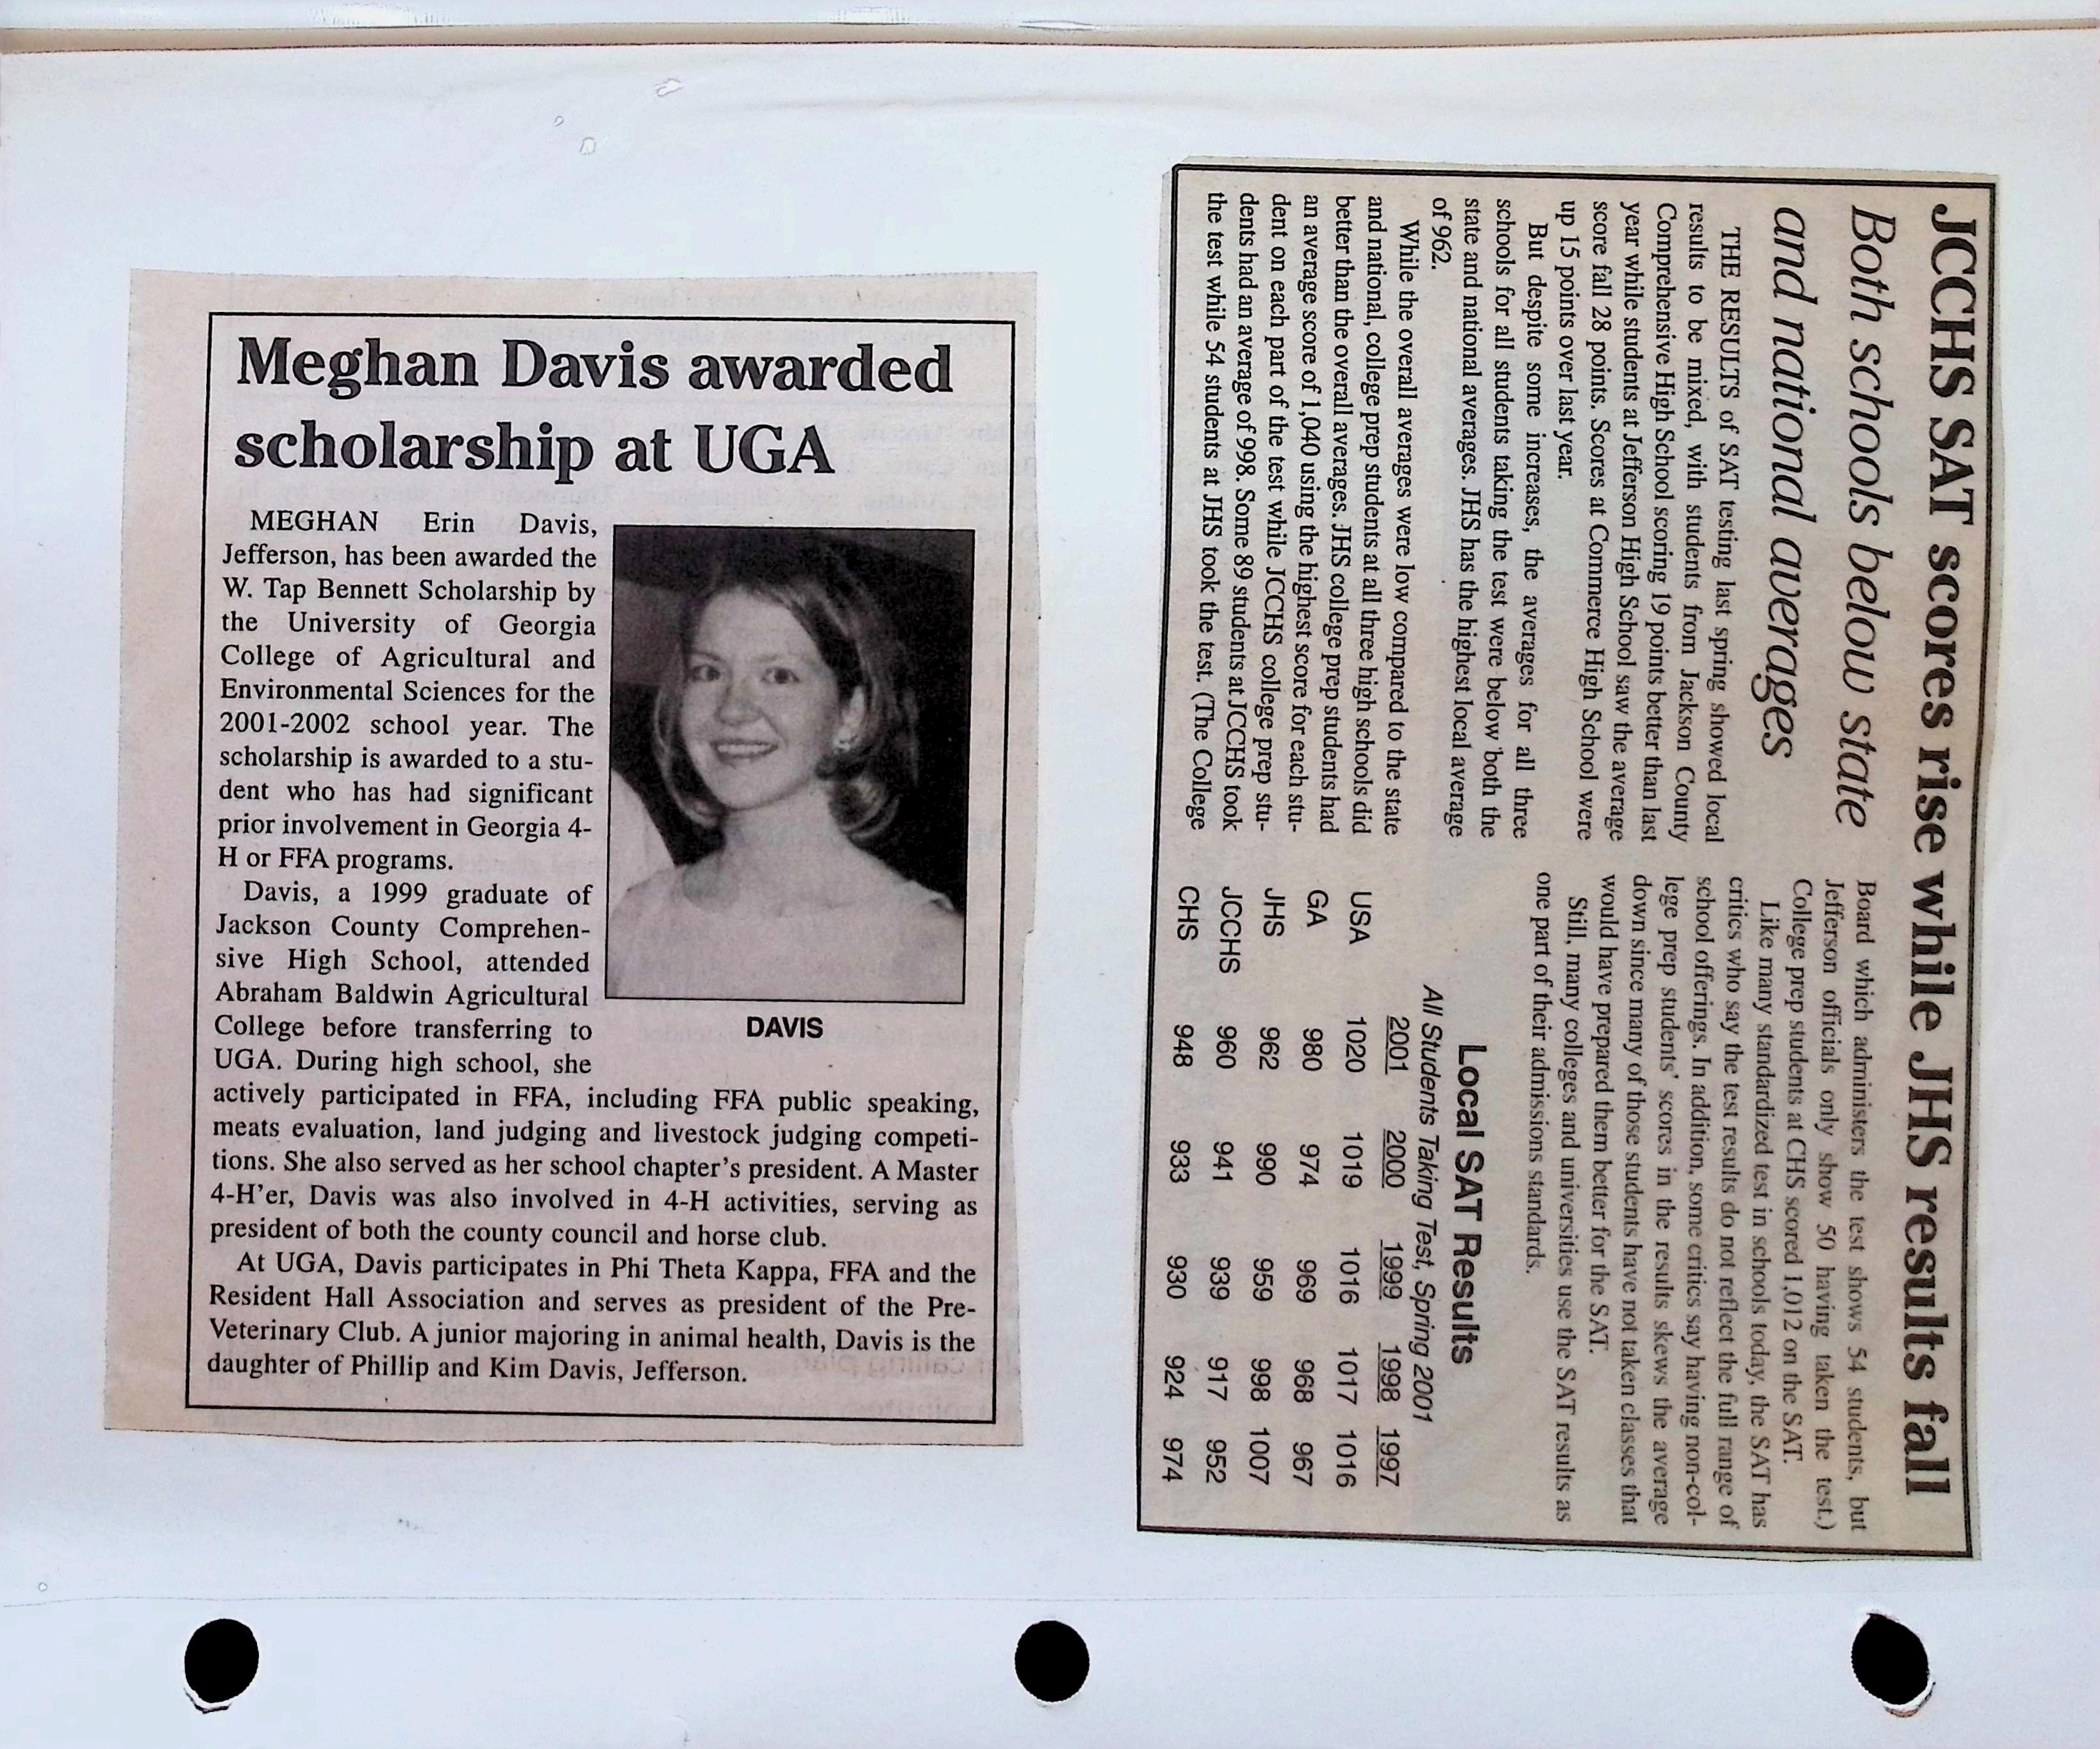 Meghan Davis awarded
scholarship at UGA
MEGHAN Erin Davis,
Jefferson, has been awarded the
W. Tap Bennett Scholarship by
the University of Georgia
College of Agricultural and
Environmental Sciences for the
2001-2002 school year. The
scholarship is awarded to a stu-
dent who has had significant
prior involvement in Georgia 4-
H or FFA programs.
Davis, a 1999 graduate of
Jackson County Comprehen-
sive High School, attended
Abraham Baldwin Agricultural
College before transferring to
UGA. During high school, she
actively participated in FFA, including FFA public speaking,
meats evaluation, land judging and livestock judging competi-
tions. She also served as her school chapter's president. A Master
4-H'er, Davis was also involved in 4-H activities, serving as
president of both the county council and horse club.
At UGA, Davis participates in Phi Theta Kappa, FFA and the
Resident Hall Association and serves as president of the Pre-
Veterinary Club. A junior majoring in animal health, Davis is the
daughter of Phillip and Kim Davis, Jefferson.
DAVIS
JCCHS SAT scores rise while JHS results fall
Both schools below state
and national averages
THE RESULTS of SAT testing last spring showed local
results to be mixed, with students from Jackson County
Comprehensive High School scoring 19 points better than last
year while students at Jefferson High School saw the average
score fall 28 points. Scores at Commerce High School were
up 15 points over last year.
But despite some increases, the averages for all three
schools for all students taking the test were below both the
state and national averages. JHS has the highest local average
of 962.
While the overall averages were low compared to the state
and national, college prep students at all three high schools did
better than the overall averages. JHS college prep students had
an average score of 1,040 using the highest score for each stu-
dent on each part of the test while JCCHS college prep stu-
dents had an average of 998. Some 89 students at JCCHS took
the test while 54 students at JHS took the test. (The College
Board which administers the test shows 54 students, but
Jefferson officials only show 50 having taken the test.)
College prep students at CHS scored 1,012 on the SAT.
Like many standardized test in schools today, the SAT has
critics who say the test results do not reflect the full range of
school offerings. In addition, some critics say having non-col-
lege prep students' scores in the results skews the average
down since many of those students have not taken classes that
would have prepared them better for the SAT.
Still, many colleges and universities use the SAT results as
one part of their admissions standards.
Local SAT Results
All Students Taking Test, Spring 2001
2001 2000 1999 1998 1997
USA 1020 1019 1016 1017 1016
GA 980 974 969 968 967
JHS 962 990 959 998 1007
JCCHS 960 941 939 917 952
CHS 948 933 930 924 974